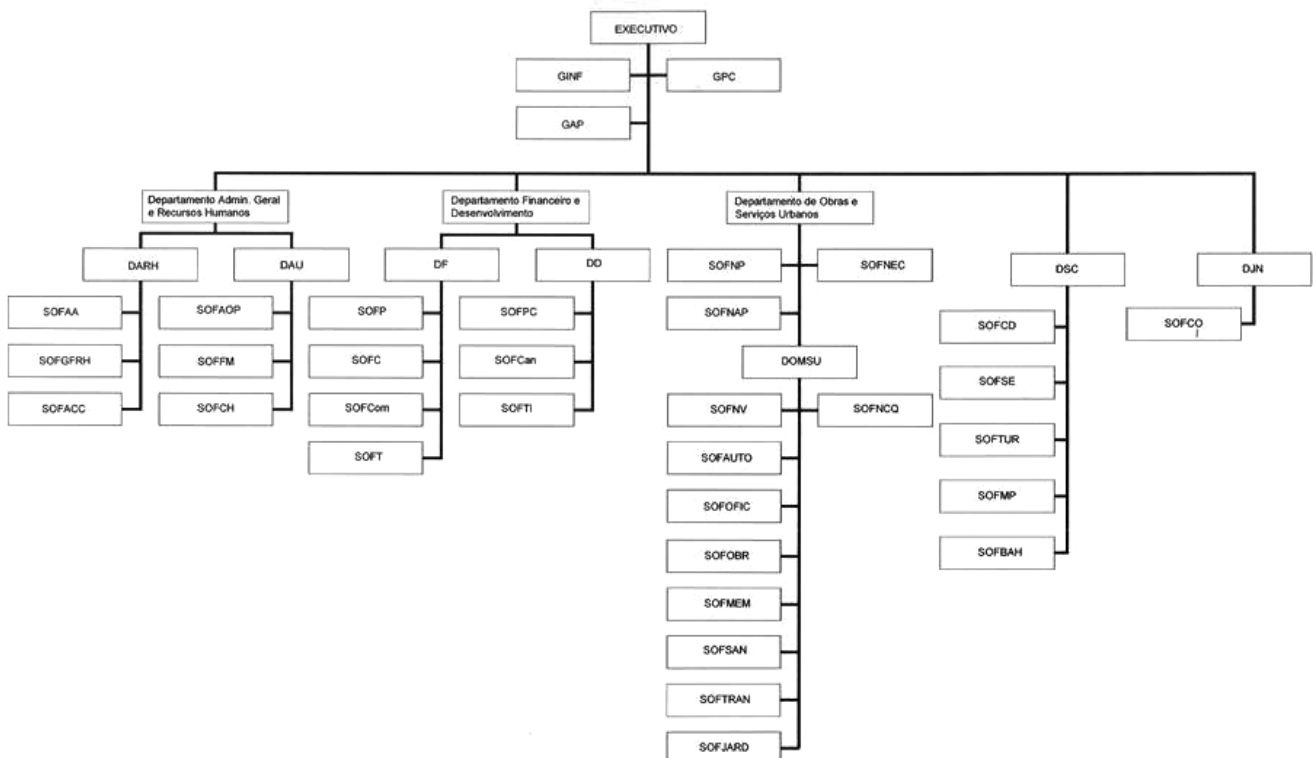 EXECUTIVO
GINF
GPC
GAP
Departamento Admin. Geral
e Recursos Humanos
Departamento Financeiro e
Desenvolvimento
Departamento de Obras e
Serviços Urbanos
DARH
DAU
DF
DD
SOFNP
SOFNEC
DSC
DJN
SOFAA
SOFAOP
SOFP
SOFPC
SOFNAP
SOFCD
SOFCO
SOFGFRH
SOFFM
SOFC
SOFCan
DOMSU
SOFSE
SOFACC
SOFCH
SOFCom
SOFTI
SOFNV
SOFNCQ
SOFTUR
SOFT
SOFAUTO
SOFMP
SOFOFIC
SOFOBR
SOFBAH
SOFMEM
SOFSAN
SOFTRAN
SOFJARD